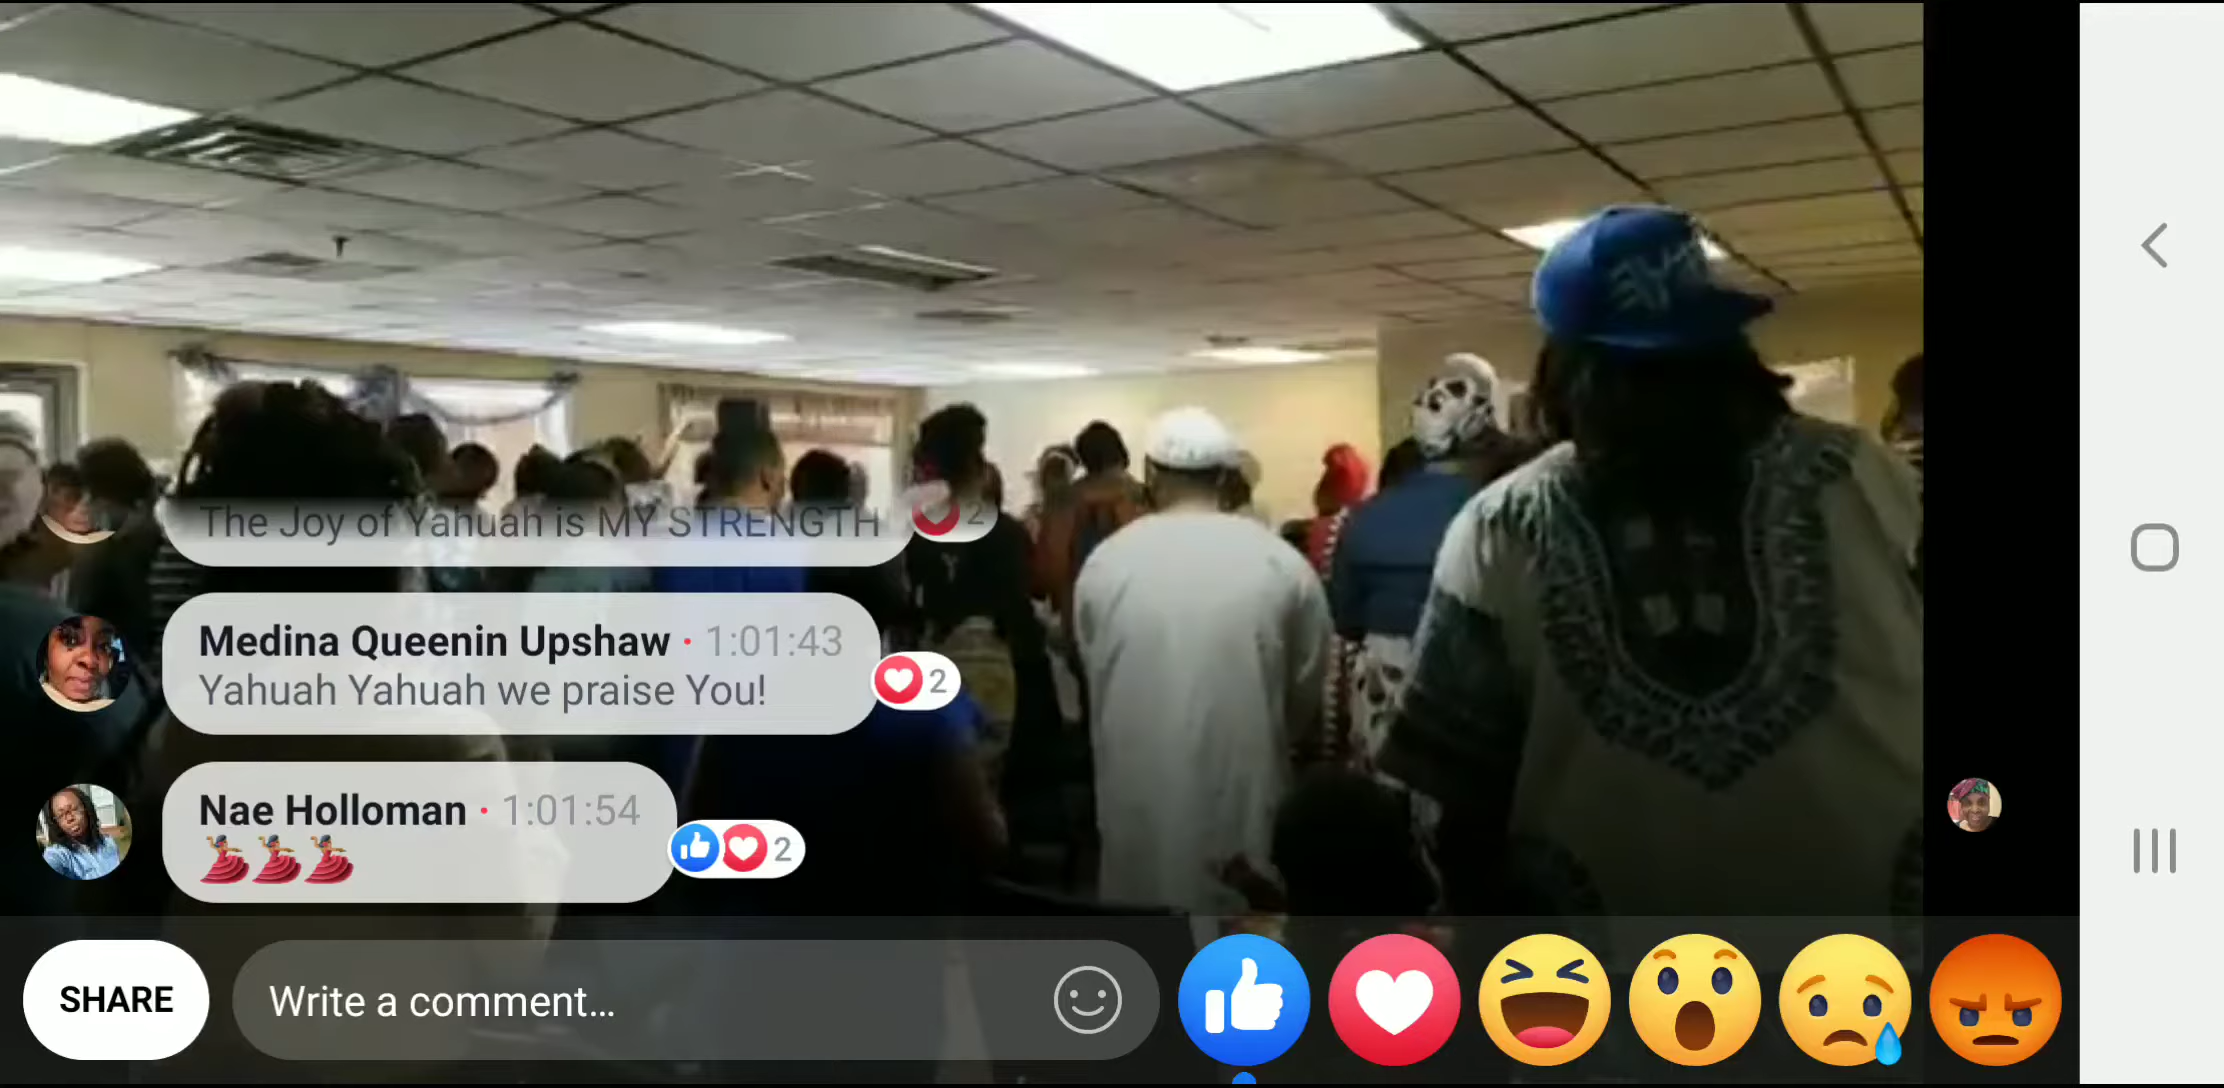 The Joy of Yahuah is MY STRENGTH
2
Medina Queenin Upshaw · 1:01:43
Yahuah Yahuah we praise You!
2
Nae Holloman · 1:01:54
2
SHARE
Write a comment...